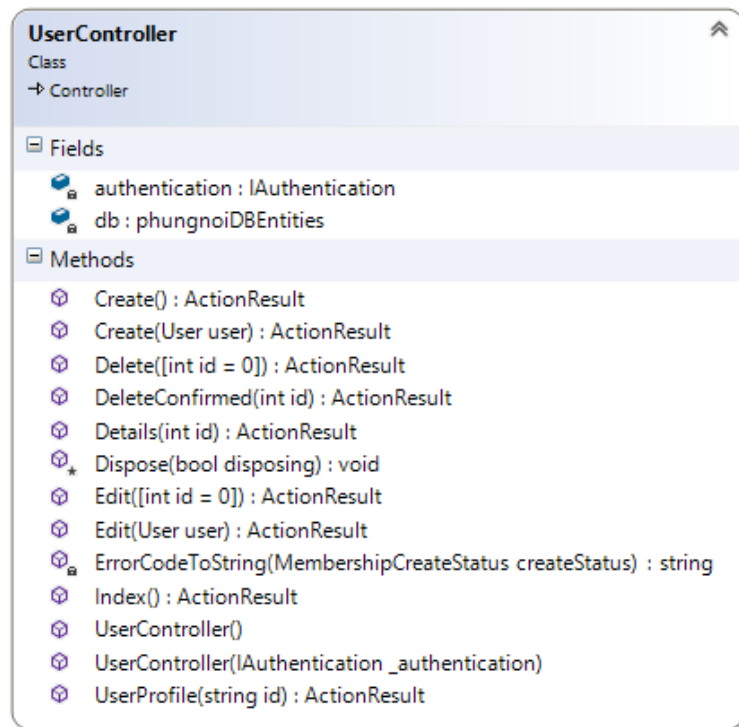 UserController
Class
Controller
Fields
authentication : IAuthentication
db : phungnoiDBEntities
Methods
Create() : ActionResult
Create(User user) : ActionResult
Delete([int id = 0]) : ActionResult
DeleteConfirmed(int id) : ActionResult
Details(int id) : ActionResult
Dispose(bool disposing) : void
Edit([int id = 0]) : ActionResult
Edit(User user) : ActionResult
ErrorCodeToString(MembershipCreateStatus createStatus) : string
Index() : ActionResult
UserController()
UserController(IAuthentication _authentication)
UserProfile(string id) : ActionResult